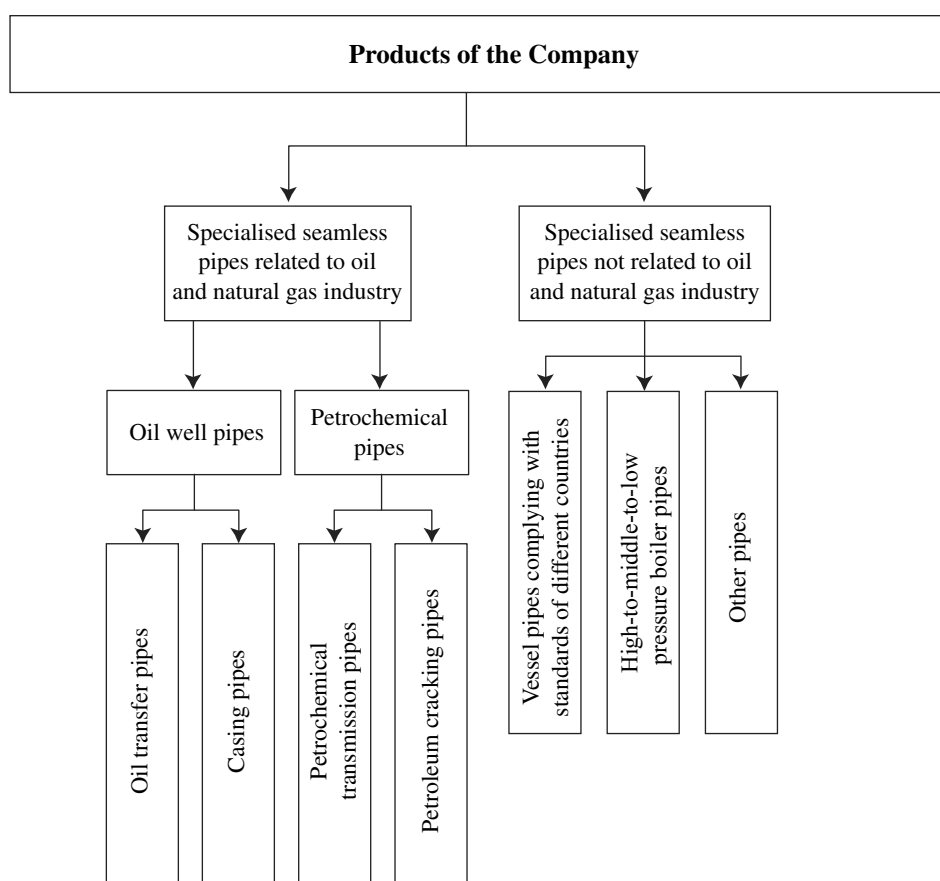 Products of the Company
Specialised seamless
pipes related to oil
and natural gas industry
Specialised seamless
pipes not related to oil
and natural gas industry
Oil well pipes
Petrochemical
pipes
Oil transfer pipes
Casing pipes
Petrochemical
transmission pipes
Petroleum cracking pipes
Vessel pipes complying with
standards of different countries
High-to-middle-to-low
pressure boiler pipes
Other pipes